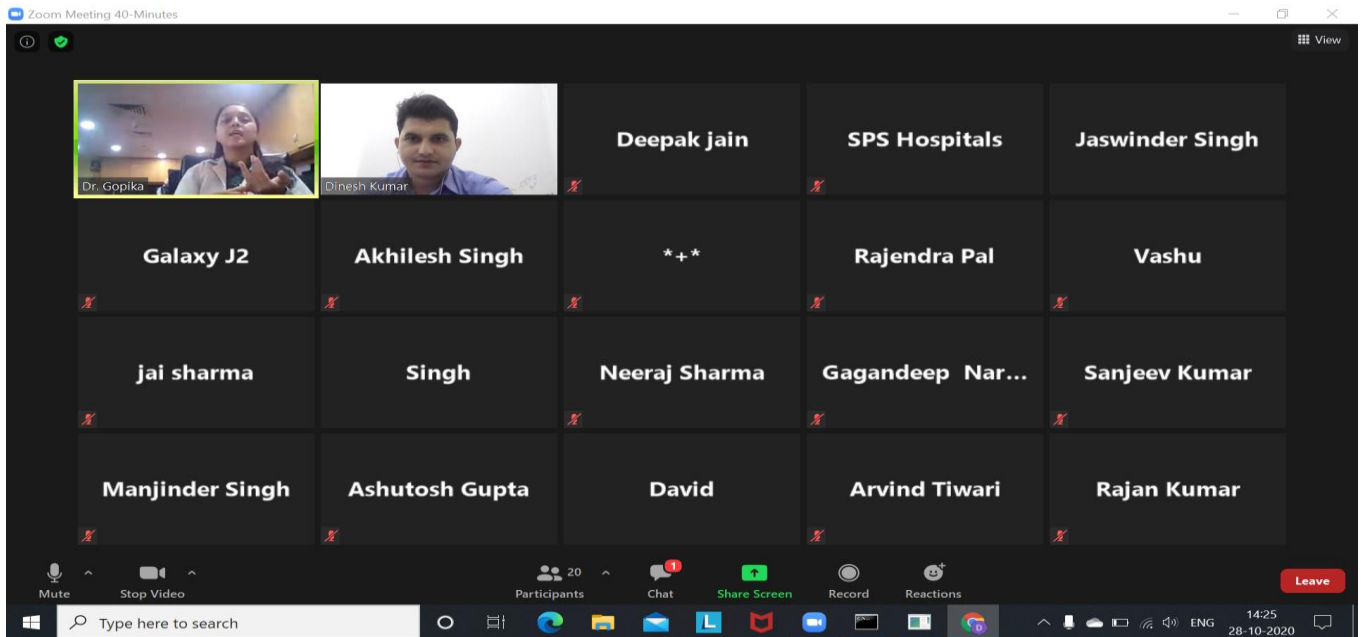 Zoom Meeting 40-Minutes
View
Dr. Gopika
Dinesh Kumar
Deepak jain
SPS Hospitals
Jaswinder Singh
Galaxy J2
Akhilesh Singh
*+*
Rajendra Pal
Vashu
jai sharma
Singh
Neeraj Sharma
Gagandeep Nar...
Sanjeev Kumar
Manjinder Singh
Ashutosh Gupta
David
Arvind Tiwari
Rajan Kumar
Mute
Stop Video
20
Participants
1
Chat
Share Screen
Record
Reactions
Leave
Type here to search
L
D
ENG
14:25
28-10-2020